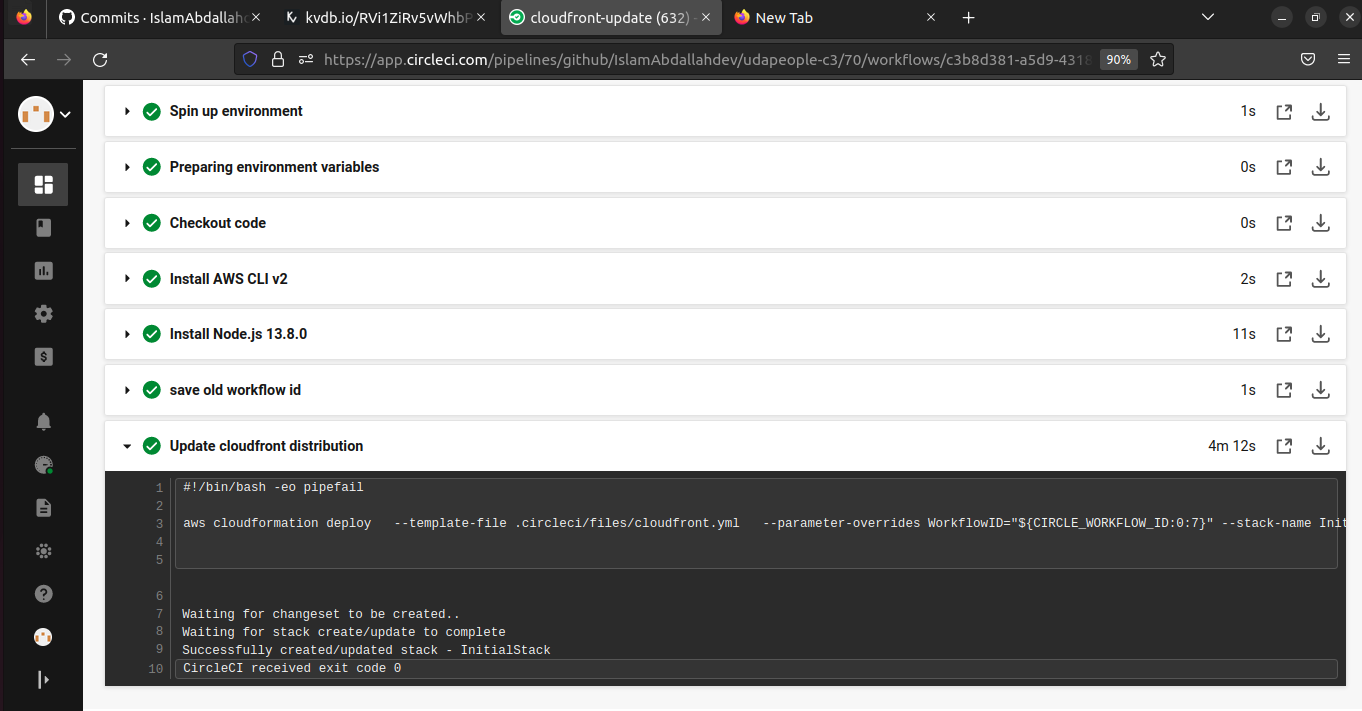 Commits · IslamAbdallah
kvdb.io/RVi1ZiRv5vWhbP
cloudfront-update (632) -
New Tab
https://app.circleci.com/pipelines/github/IslamAbdallahdev/udapeople-c3/70/workflows/c3b8d381-a5d9-4318
90%
Spin up environment 1s
Preparing environment variables 0s
Checkout code 0s
Install AWS CLI v2 2s
Install Node.js 13.8.0 11s
save old workflow id 1s
Update cloudfront distribution 4m 12s
1 #!/bin/bash -eo pipefail
2
3 aws cloudformation deploy --template-file .circleci/files/cloudfront.yml --parameter-overrides WorkflowID="${CIRCLE_WORKFLOW_ID:0:7}" --stack-name Init
4
5
6
7 Waiting for changeset to be created..
8 Waiting for stack create/update to complete
9 Successfully created/updated stack - InitialStack
10 CircleCI received exit code 0